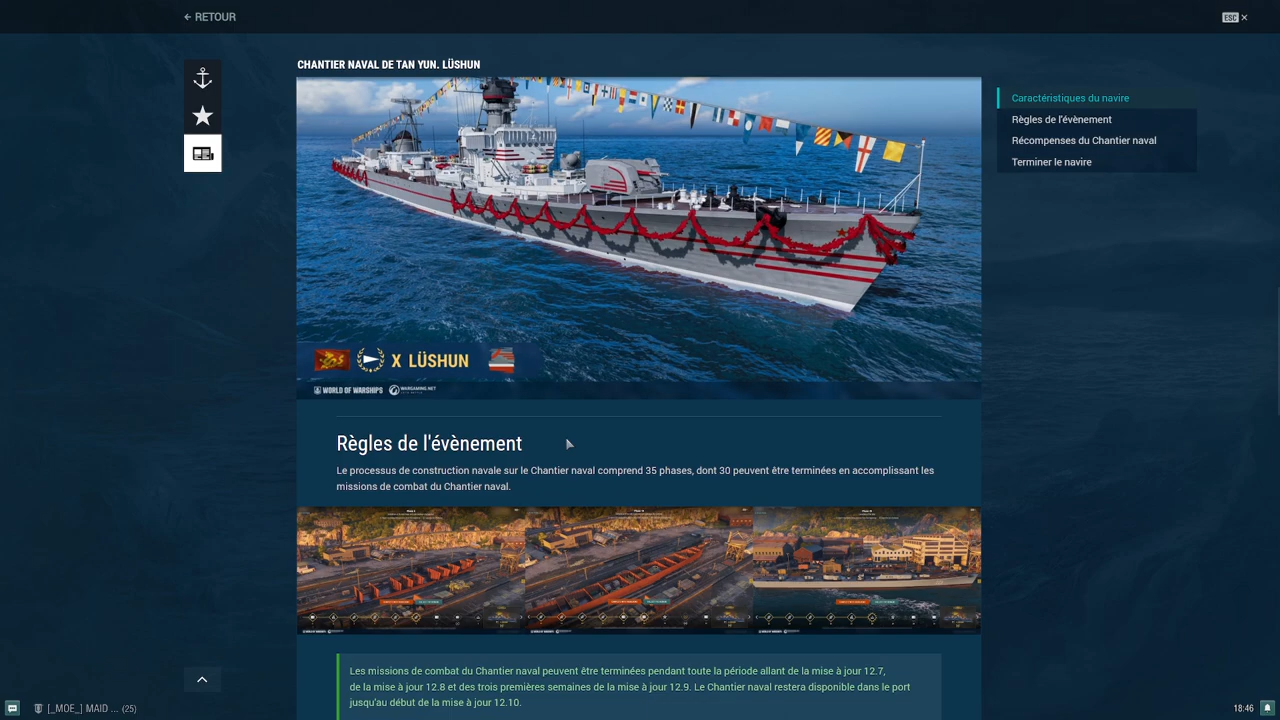 RETOUR
ESC
CHANTIER NAVAL DE TAN YUN. LÜSHUN
Caractéristiques du navire
Règles de l'évènement
Récompenses du Chantier naval
Terminer le navire
X LÜSHUN
WORLD OF WARSHIPS
WARGAMING.NET
Règles de l'évènement
Le processus de construction navale sur le Chantier naval comprend 35 phases, dont 30 peuvent être terminées en accomplissant les
missions de combat du Chantier naval.
Les missions de combat du Chantier naval peuvent être terminées pendant toute la période allant de la mise à jour 12.7,
de la mise à jour 12.8 et des trois premières semaines de la mise à jour 12.9. Le Chantier naval restera disponible dans le port
jusqu'au début de la mise à jour 12.10.
[_MOE_] MAID ... (25)
18:46